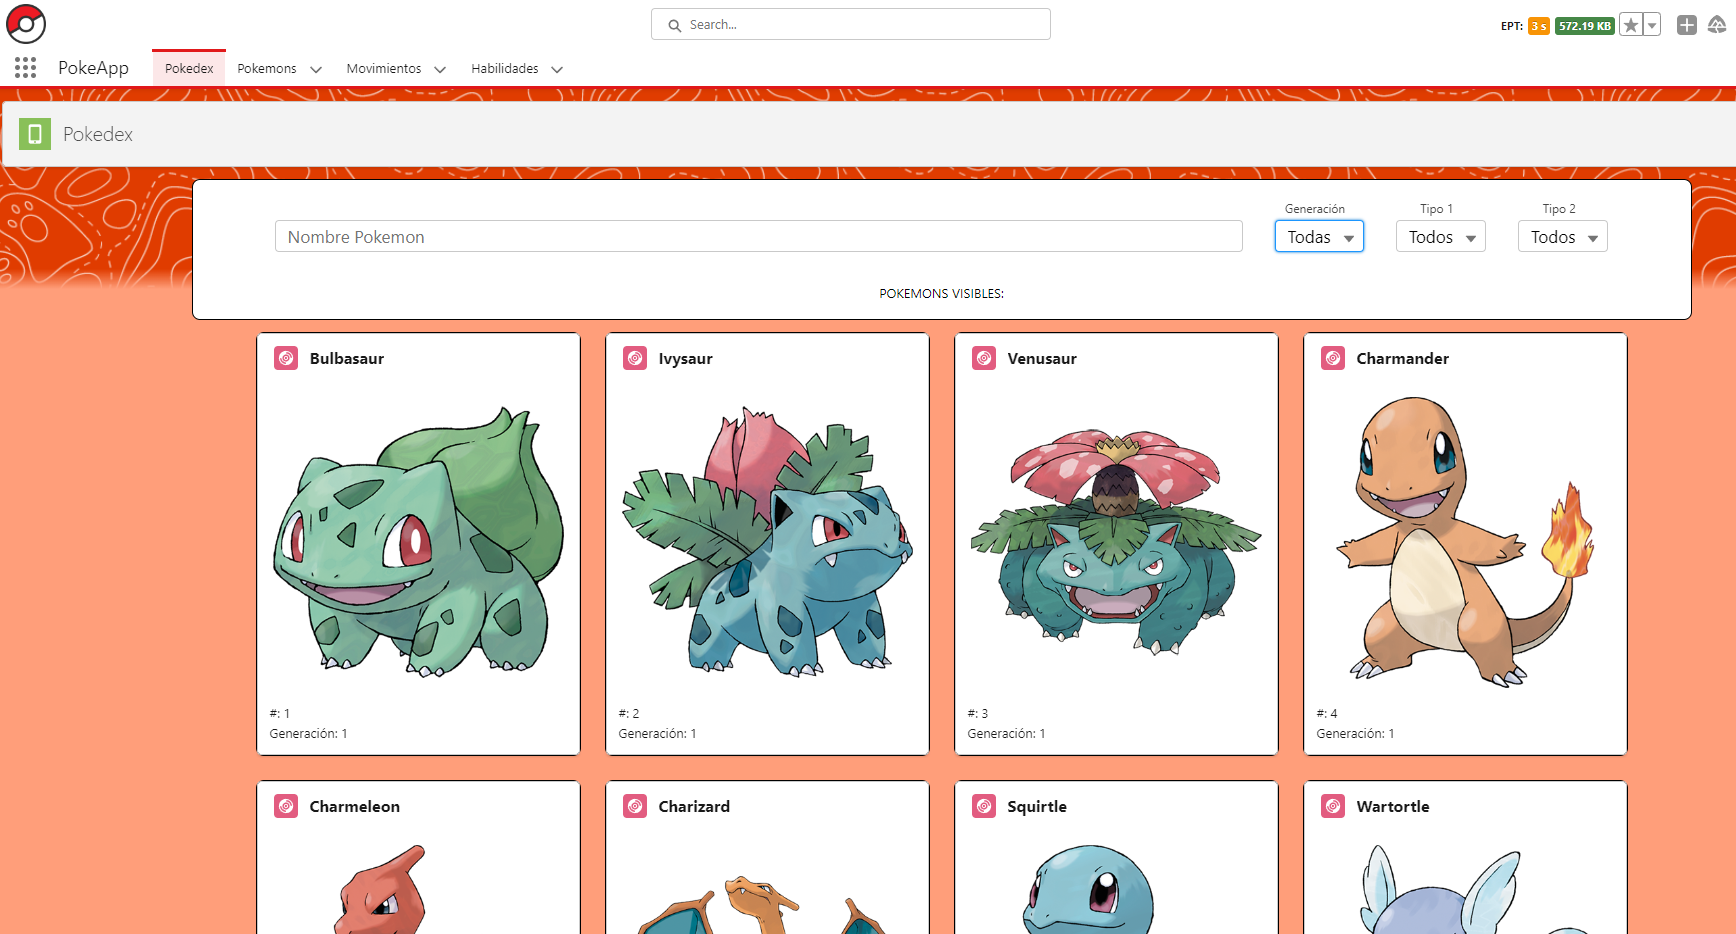 Search...
EPT: 3 s 572.19 KB
PokeApp Pokedex Pokemons Movimientos Habilidades
Pokedex
Generación Tipo 1 Tipo 2
Nombre Pokemon Todas Todos Todos
POKEMONS VISIBLES:
Bulbasaur Ivysaur Venusaur Charmander
#: 1 #: 2 #: 3 #: 4
Generación: 1 Generación: 1 Generación: 1 Generación: 1
Charmeleon Charizard Squirtle Wartortle